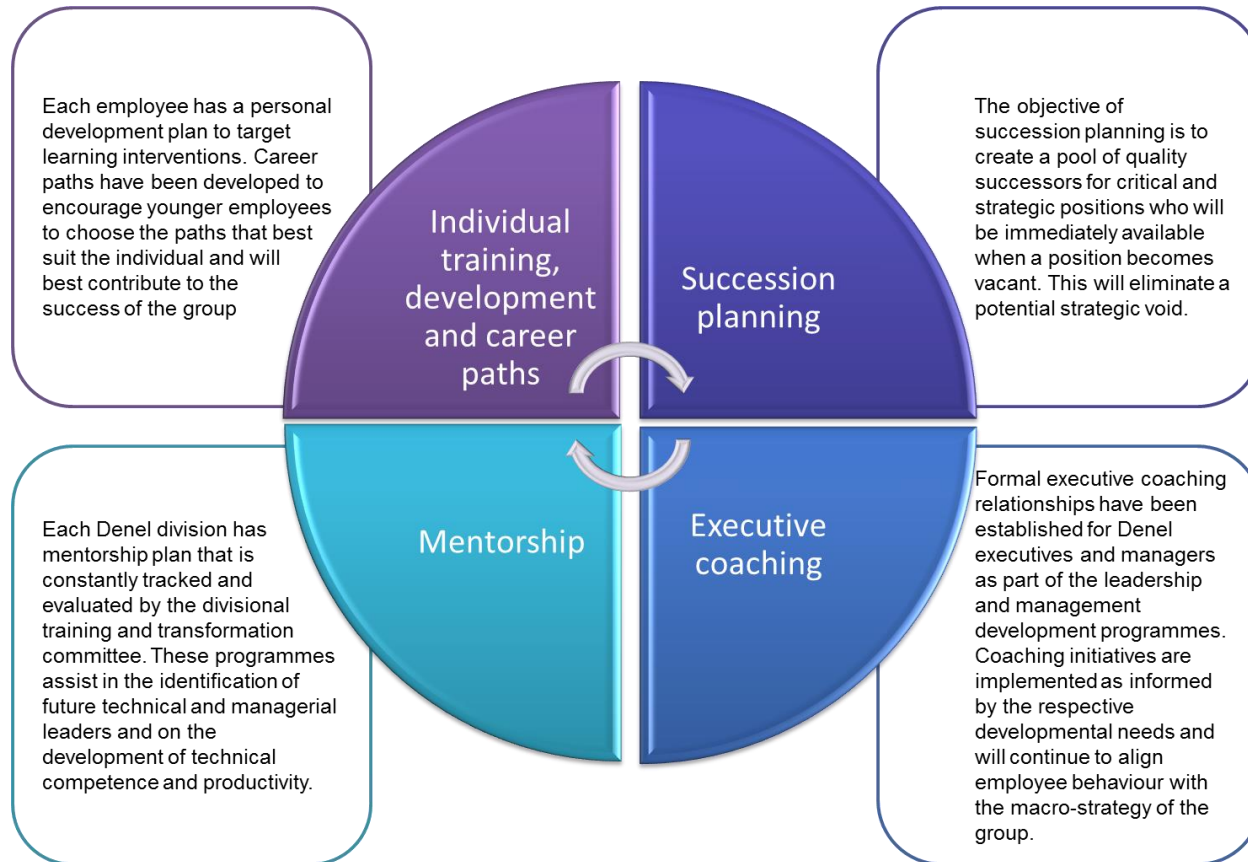 Each employee has a personal
development plan to target
learning interventions. Career
paths have been developed to
encourage younger employees
to choose the paths that best
suit the individual and will
best contribute to the
success of the group
Individual
training,
development
and career
paths
Succession
planning
The objective of
succession planning is to
create a pool of quality
successors for critical and
strategic positions who will
be immediately available
when a position becomes
vacant. This will eliminate a
potential strategic void.
Each Denel division has
mentorship plan that is
constantly tracked and
evaluated by the divisional
training and transformation
committee. These programmes
assist in the identification of
future technical and managerial
leaders and on the
development of technical
competence and productivity.
Mentorship
Executive
coaching
Formal executive coaching
relationships have been
established for Denel
executives and managers
as part of the leadership
and management
development programmes.
Coaching initiatives are
implemented as informed
by the respective
developmental needs and
will continue to align
employee behaviour with
the macro-strategy of the
group.